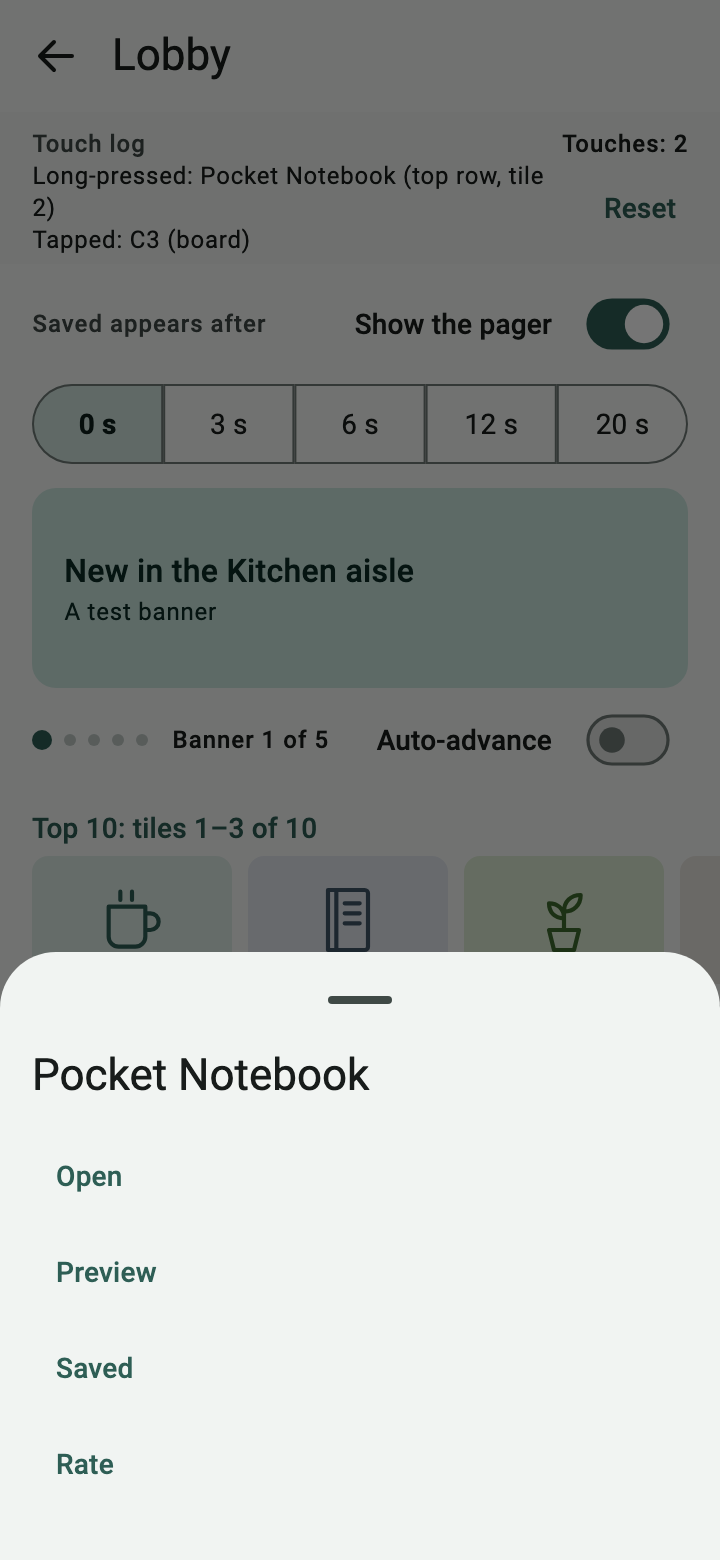 Lobby
Touch log
Touches: 2
Long-pressed: Pocket Notebook (top row, tile
2)
Reset
Tapped: C3 (board)
Saved appears after
Show the pager
0 s
3 s
6 s
12 s
20 s
New in the Kitchen aisle
A test banner
Banner 1 of 5
Auto-advance
Top 10: tiles 1–3 of 10
Pocket Notebook
Open
Preview
Saved
Rate